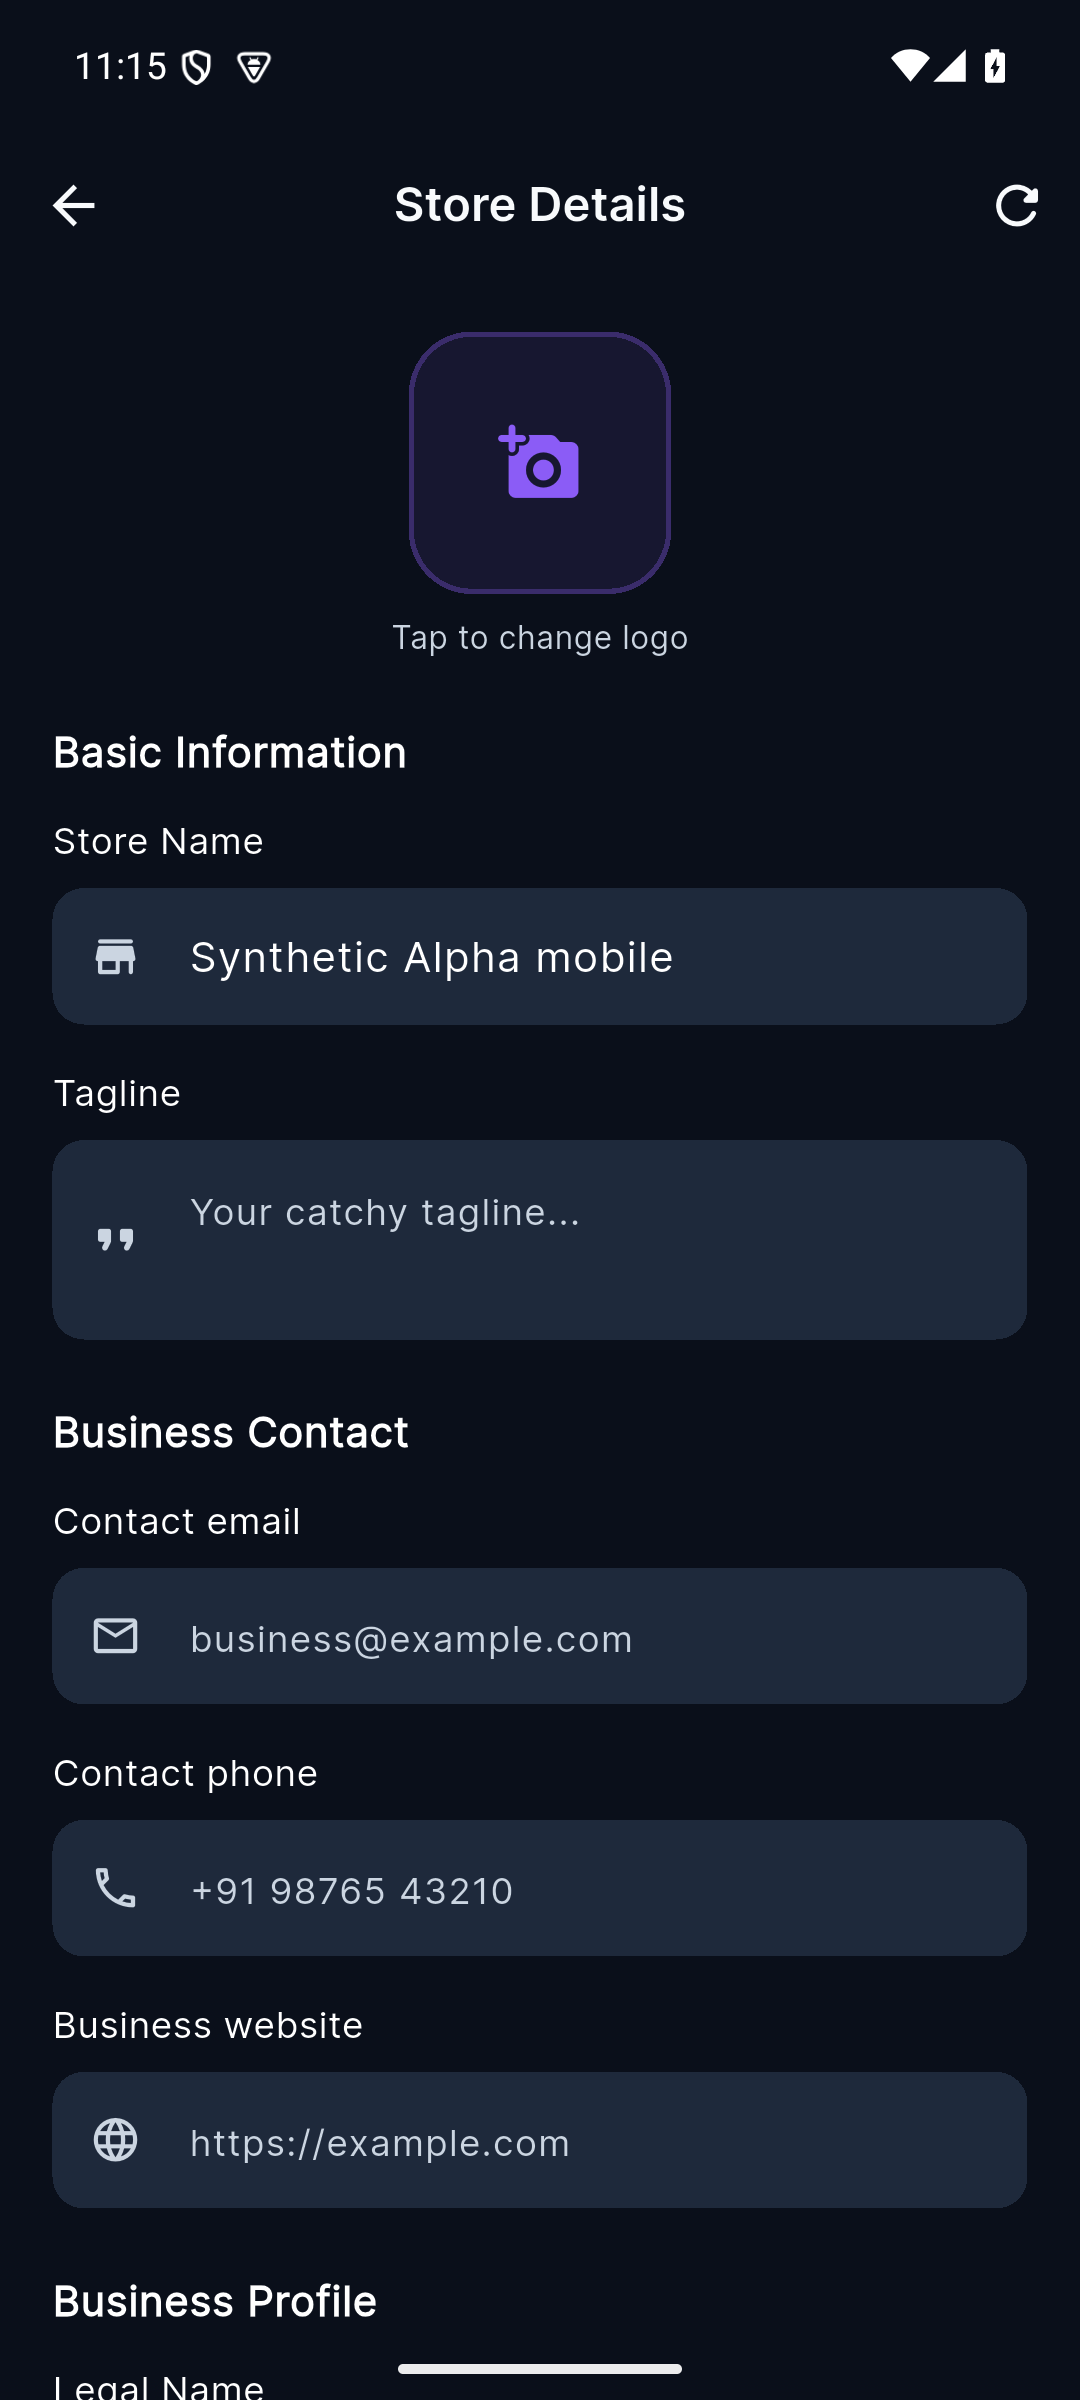 11:15
Store Details
Tap to change logo
Basic Information
Store Name
Synthetic Alpha mobile
Tagline
Your catchy tagline...
Business Contact
Contact email
business@example.com
Contact phone
+91 98765 43210
Business website
https://example.com
Business Profile
Legal Name